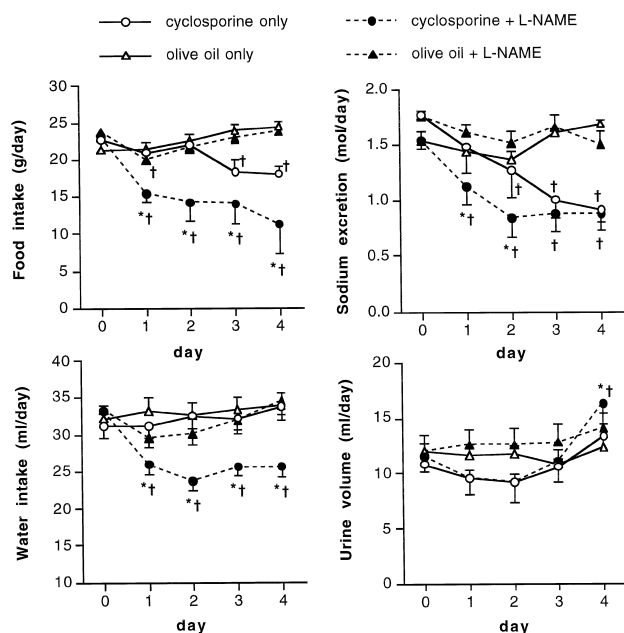 cyclosporine only
cyclosporine + L-NAME
olive oil only
olive oil + L-NAME
Food intake (g/day)
30
25
20
15
10
5
0
†
*†
*†
†
*†
†
*†
0 1 2 3 4
day
Sodium excretion (mol/day)
2.0
1.5
1.0
0.5
0.0
*†
†
*†
†
†
†
†
0 1 2 3 4
day
Water intake (ml/day)
40
35
30
25
20
15
10
*†
*†
*†
*†
0 1 2 3 4
day
Urine volume (ml/day)
20
15
10
5
0
*†
0 1 2 3 4
day